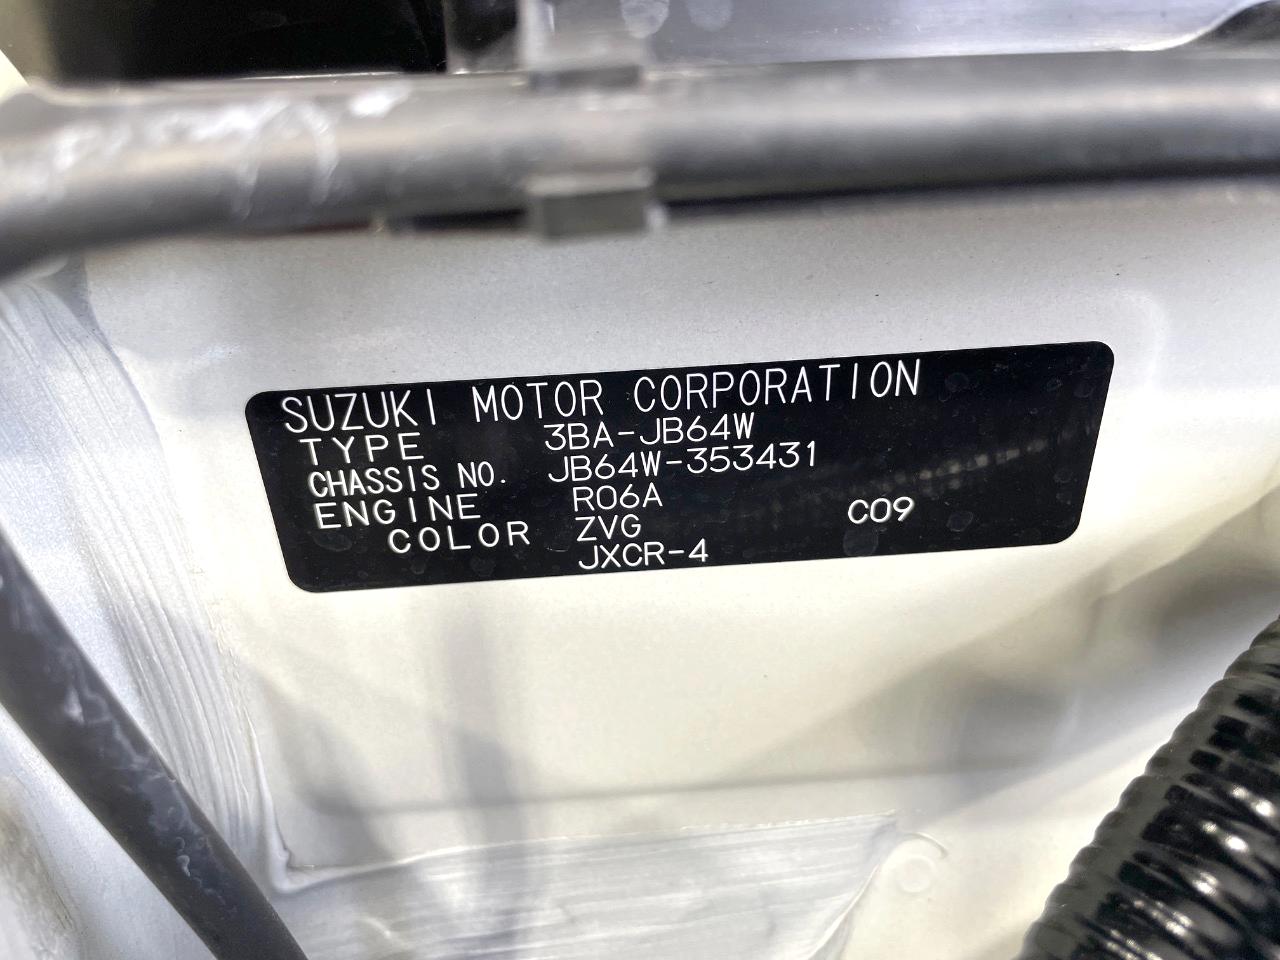 SUZUKI MOTOR CORPORATION
TYPE 3BA-JB64W
CHASSIS NO. JB64W-353431
ENGINE R06A
COLOR ZVG C09
JXCR-4